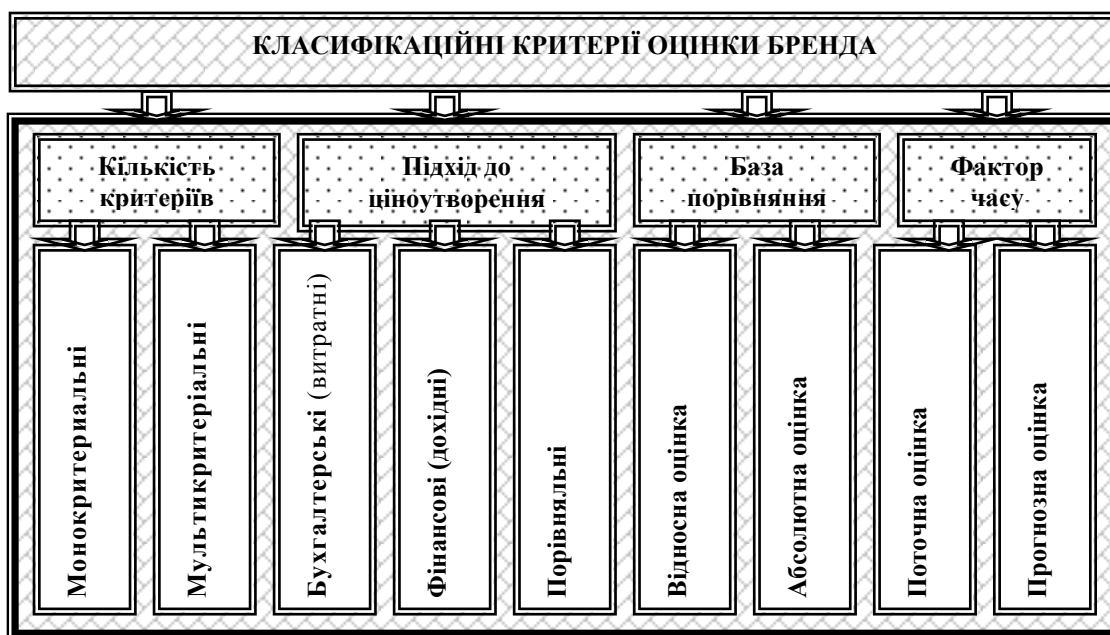 КЛАСИФІКАЦІЙНІ КРИТЕРІЇ ОЦІНКИ БРЕНДА
Кількість
критеріїв
Підхід до
ціноутворення
База
порівняння
Фактор
часу
Монокритериальні
Мультикритеріальні
Бухгалтерські (витратні)
Фінансові (дохідні)
Порівняльні
Відносна оцінка
Абсолютна оцінка
Поточна оцінка
Прогнозна оцінка